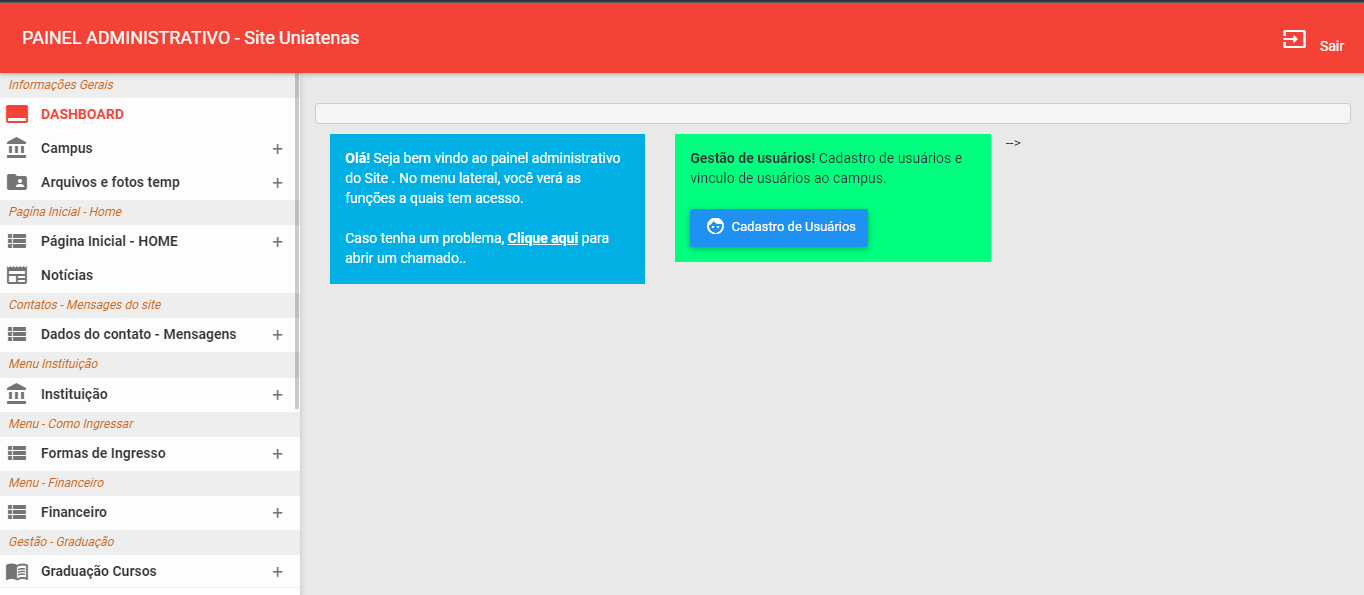 PAINEL ADMINISTRATIVO - Site Uniatenas
Sair
Informações Gerais
DASHBOARD
Campus +
Arquivos e fotos temp +
Pagína Inicial - Home
Página Inicial - HOME +
Notícias
Contatos - Mensages do site
Dados do contato - Mensagens +
Menu Instituição
Instituição +
Menu - Como Ingressar
Formas de Ingresso +
Menu - Financeiro
Financeiro +
Gestão - Graduação
Graduação Cursos +
Olá! Seja bem vindo ao painel administrativo
do Site . No menu lateral, você verá as
funções a quais tem acesso.
Caso tenha um problema, Clique aqui para
abrir um chamado..
Gestão de usuários! Cadastro de usuários e
vinculo de usuários ao campus.
Cadastro de Usuários
-->